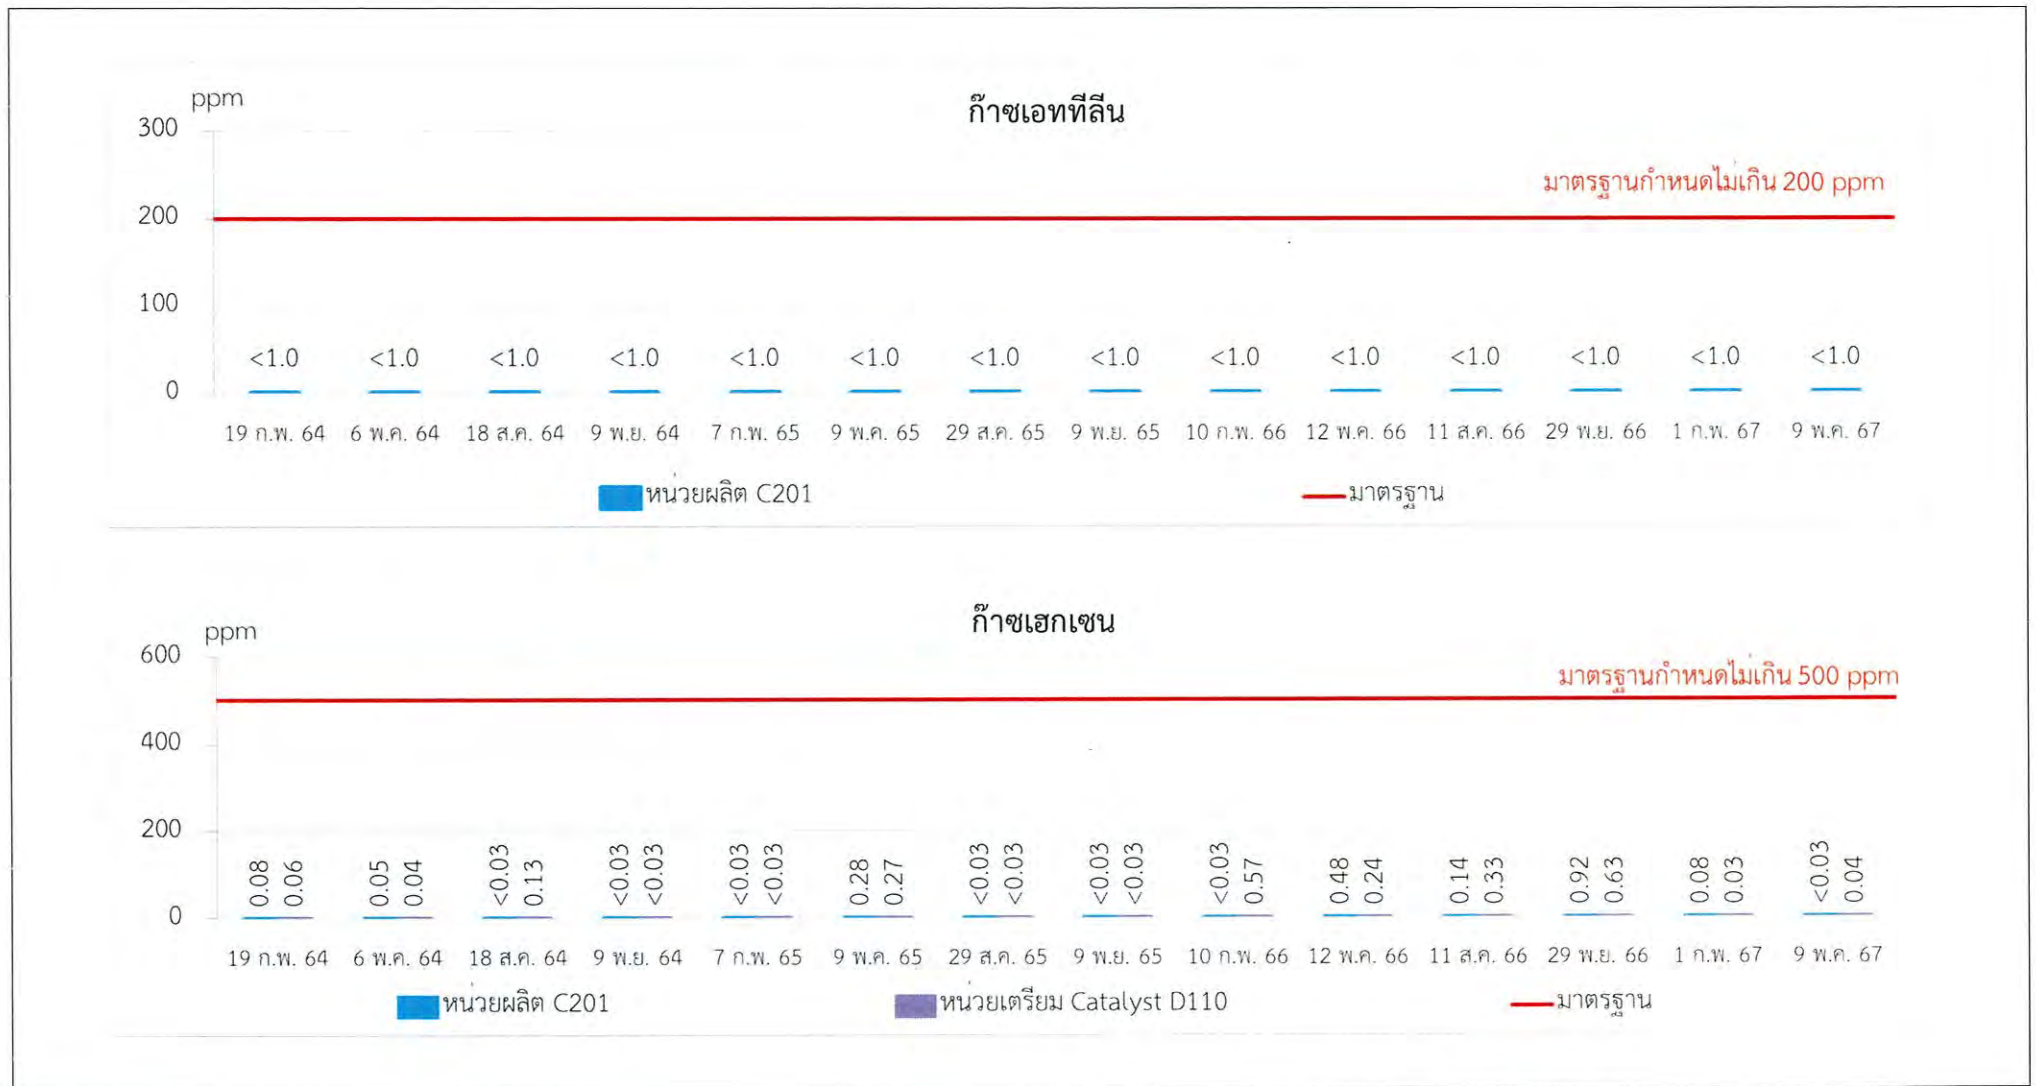 ก๊าซเอททีลีน
ppm
มาตรฐานกำหนดไม่เกิน 200 ppm
300
200
100
0
<1.0 <1.0 <1.0 <1.0 <1.0 <1.0 <1.0 <1.0 <1.0 <1.0 <1.0 <1.0 <1.0 <1.0
19 ก.พ. 64 6 พ.ค. 64 18 ส.ค. 64 9 พ.ย. 64 7 ก.พ. 65 9 พ.ค. 65 29 ส.ค. 65 9 พ.ย. 65 10 ก.พ. 66 12 พ.ค. 66 11 ส.ค. 66 29 พ.ย. 66 1 ก.พ. 67 9 พ.ค. 67
หน่วยผลิต C201 มาตรฐาน
ก๊าซเฮกเซน
ppm
มาตรฐานกำหนดไม่เกิน 500 ppm
600
400
200
0
0.08 0.06 0.05 0.04 <0.03 0.13 <0.03 <0.03 <0.03 <0.03 0.28 0.27 <0.03 <0.03 <0.03 <0.03 <0.03 0.57 0.48 0.24 0.14 0.33 0.92 0.63 0.08 0.03 <0.03 0.04
19 ก.พ. 64 6 พ.ค. 64 18 ส.ค. 64 9 พ.ย. 64 7 ก.พ. 65 9 พ.ค. 65 29 ส.ค. 65 9 พ.ย. 65 10 ก.พ. 66 12 พ.ค. 66 11 ส.ค. 66 29 พ.ย. 66 1 ก.พ. 67 9 พ.ค. 67
หน่วยผลิต C201 หน่วยเตรียม Catalyst D110 มาตรฐาน